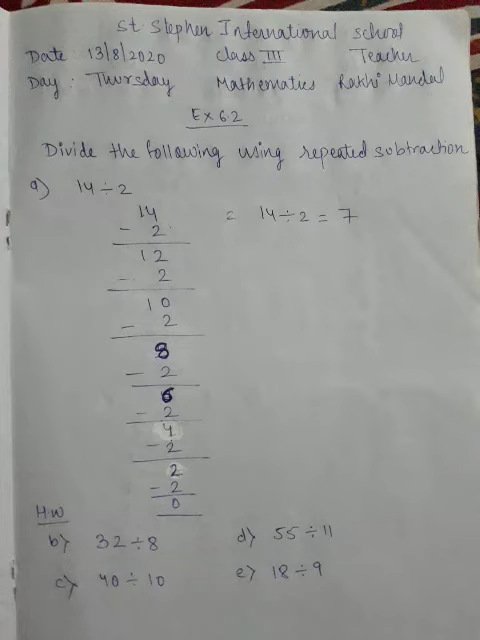 St. Stephen International school
Date : 13/8/2020 class III Teacher
Day : Thursday Mathematics Rakhi Mandal
Ex 6.2
Divide the following using repeated subtraction
a) 14 ÷ 2
14 = 14 ÷ 2 = 7
- 2
12
- 2
10
- 2
8
- 2
6
- 2
4
- 2
2
- 2
0
HW
b) 32 ÷ 8 d) 55 ÷ 11
c) 40 ÷ 10 e) 18 ÷ 9